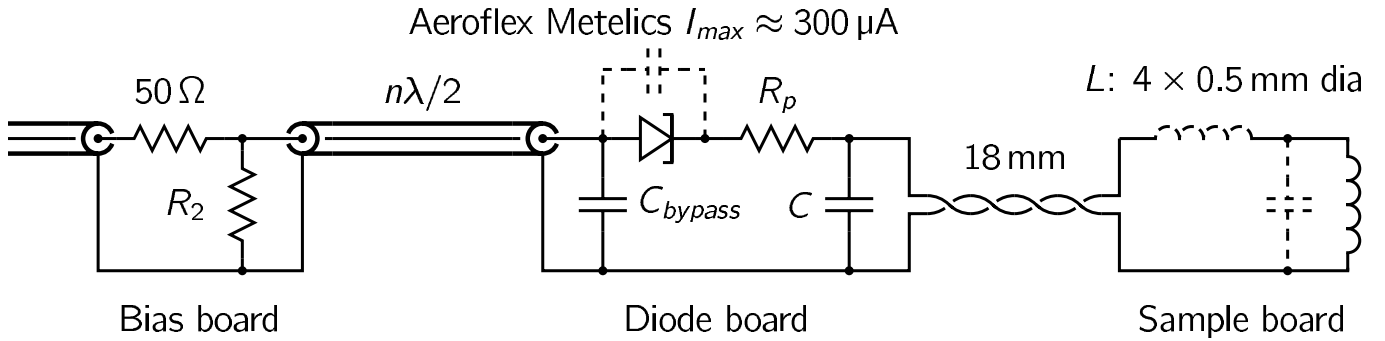 Aeroflex Metelics I_max ≈ 300 µA
50 Ω
nλ/2
R_p
L: 4 × 0.5 mm dia
18 mm
R_2
C_bypass
C
Bias board
Diode board
Sample board